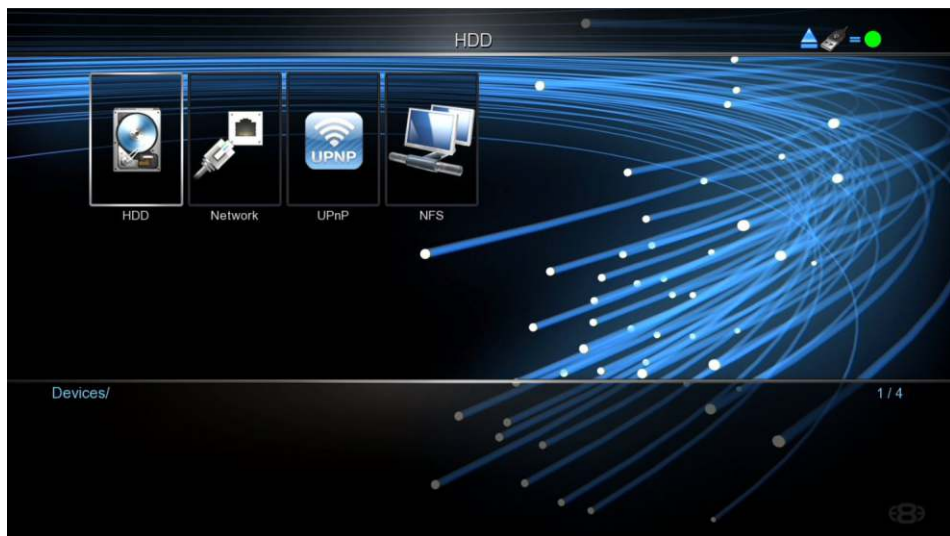 HDD
=
UPNP
HDD Network UPnP NFS
Devices/ 1 / 4